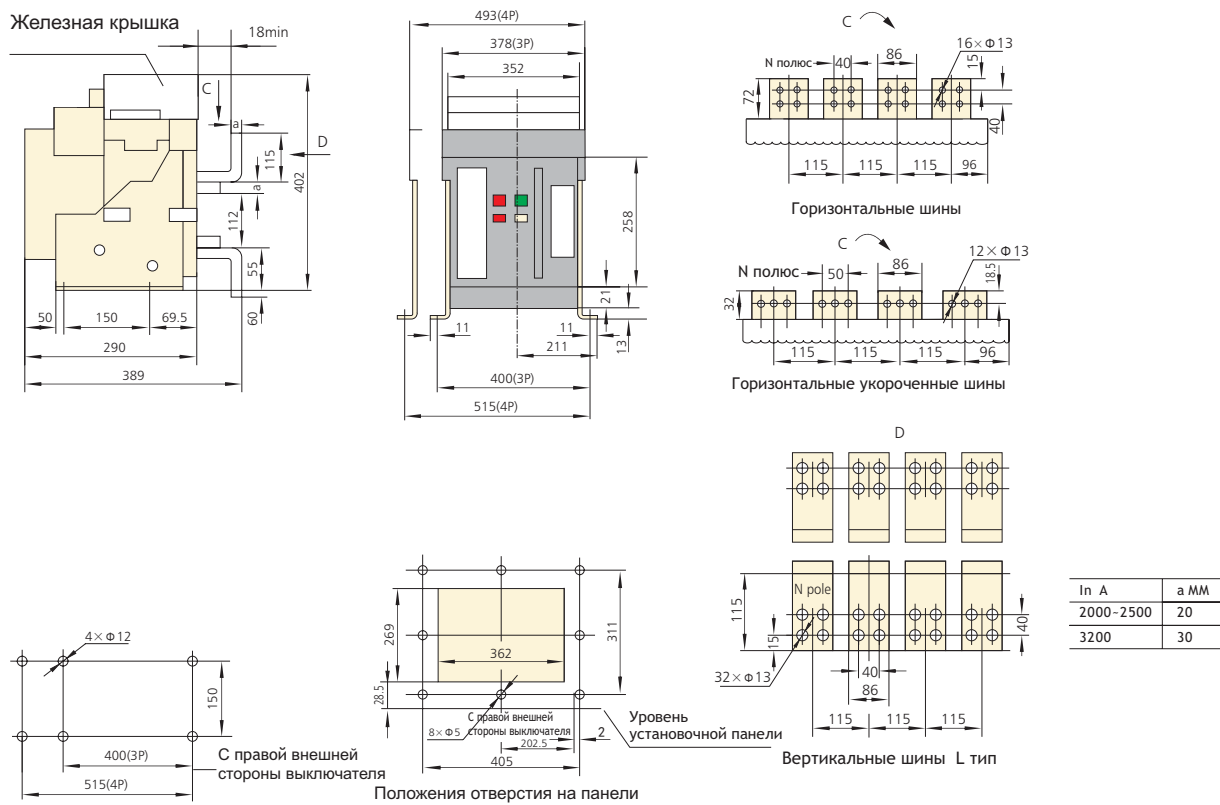 Железная крышка
18min
C
a
D
115
402
a
112
55
60
50
150
69.5
290
389
493(4P)
378(3P)
352
258
21
11
11
13
211
400(3P)
515(4P)
C
16×Φ13
N полюс
40
86
15
72
40
115
115
115
96
Горизонтальные шины
C
12×Φ13
N полюс
50
86
18.5
32
115
115
115
96
Горизонтальные укороченные шины
D
N pole
115
15
40
32×Φ13
40
86
115
115
115
Вертикальные шины L тип
In A a MM
2000~2500 20
3200 30
4×Φ12
150
400(3P)
515(4P)
С правой внешней
стороны выключателя
269
362
311
28.5
8×Φ5
С правой внешней
стороны выключателя
2
202.5
405
Уровень
установочной панели
Положения отверстия на панели